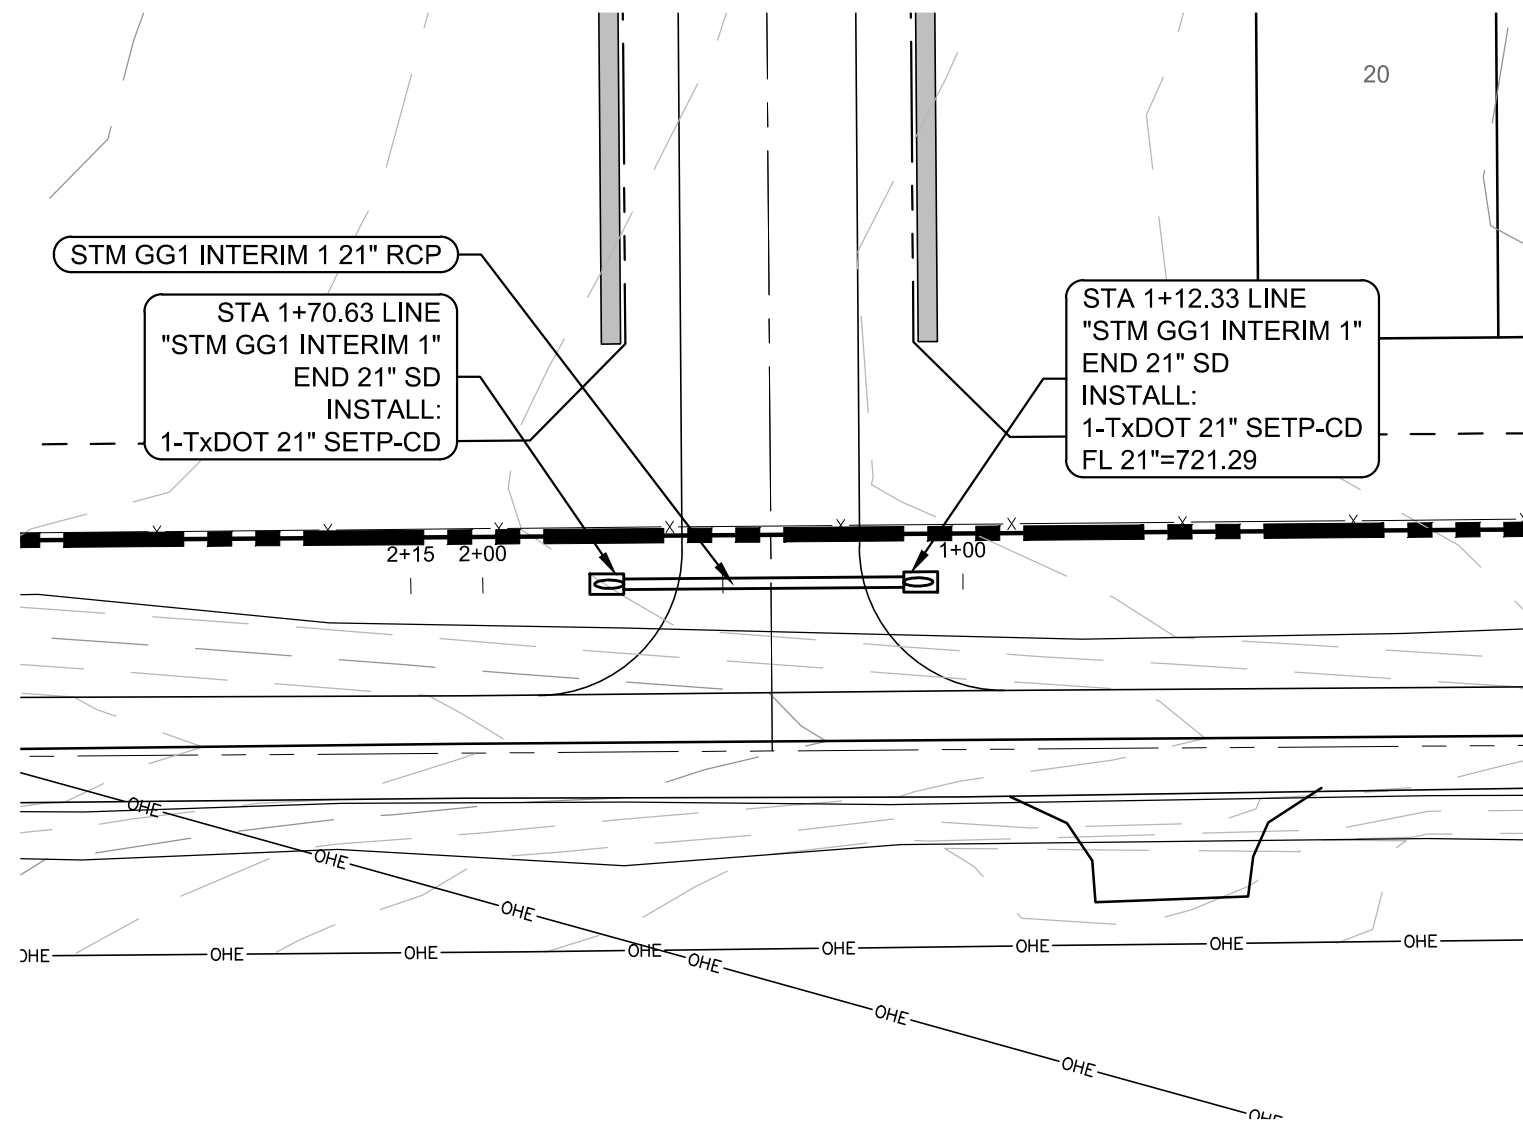 20
STM GG1 INTERIM 1 21" RCP
STA 1+70.63 LINE
"STM GG1 INTERIM 1"
END 21" SD
INSTALL:
1-TxDOT 21" SETP-CD
STA 1+12.33 LINE
"STM GG1 INTERIM 1"
END 21" SD
INSTALL:
1-TxDOT 21" SETP-CD
FL 21"=721.29
X X X X X X X X X
2+15 2+00 1+00
OHE
OHE
OHE
OHE OHE OHE OHE OHE OHE OHE OHE
OHE
OHE
OHE
OHE